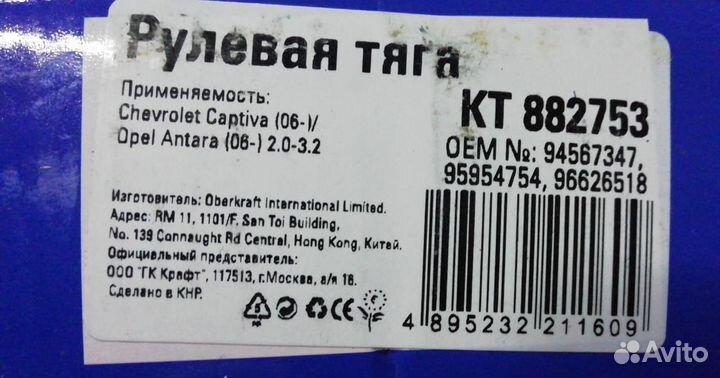 Рулевая тяга
Применяемость:
Chevrolet Captiva (06-)/
Opel Antara (06-) 2.0-3.2
KT 882753
OEM №: 94567347,
95954754, 96626518
Изготовитель: Oberkraft International Limited.
Адрес: RM 11, 1101/F, San Toi Building,
No. 139 Connaught Rd Central, Hong Kong, Китай.
Официальный представитель:
ООО "ГК Крафт", 117513, г.Москва, а/я 18.
Сделано в КНР.
CE
4 895232 211609
Avito